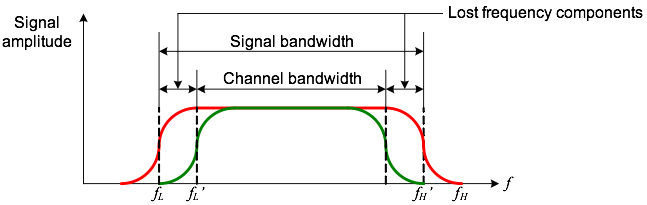 Signal
amplitude
Lost frequency components
Signal bandwidth
Channel bandwidth
f
fL
fL’
fH’
fH